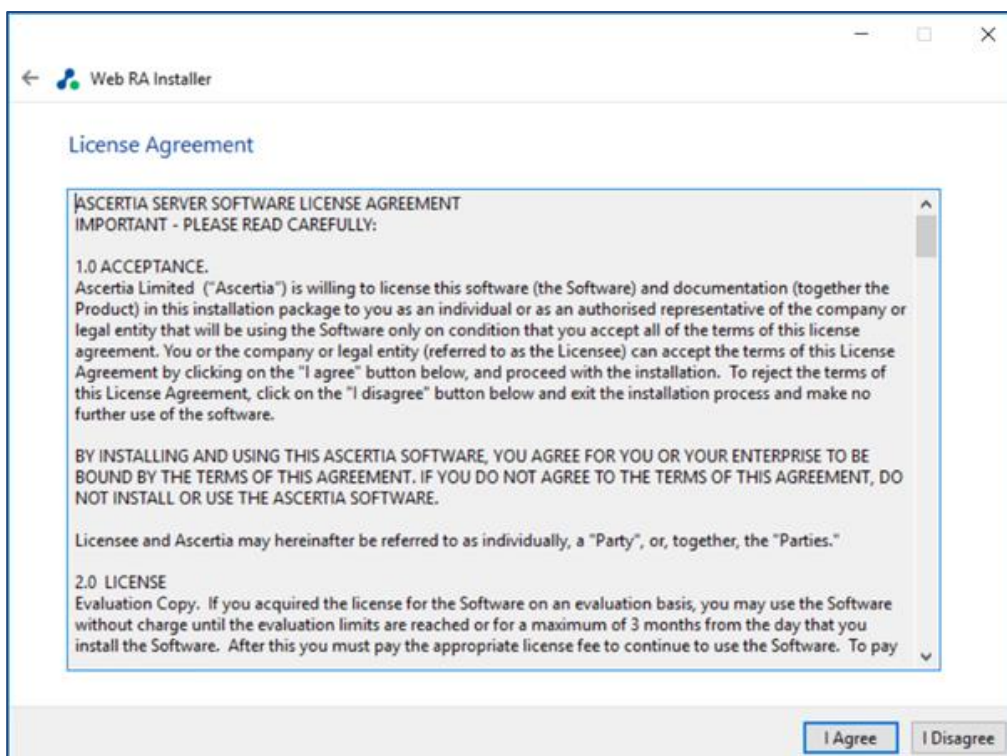 Web RA Installer
License Agreement
ASCERTIA SERVER SOFTWARE LICENSE AGREEMENT
IMPORTANT - PLEASE READ CAREFULLY:
1.0 ACCEPTANCE.
Ascertia Limited  ("Ascertia") is willing to license this software (the Software) and documentation (together the
Product) in this installation package to you as an individual or as an authorised representative of the company or
legal entity that will be using the Software only on condition that you accept all of the terms of this license
agreement. You or the company or legal entity (referred to as the Licensee) can accept the terms of this License
Agreement by clicking on the "I agree" button below, and proceed with the installation.  To reject the terms of
this License Agreement, click on the "I disagree" button below and exit the installation process and make no
further use of the software.
BY INSTALLING AND USING THIS ASCERTIA SOFTWARE, YOU AGREE FOR YOU OR YOUR ENTERPRISE TO BE
BOUND BY THE TERMS OF THIS AGREEMENT. IF YOU DO NOT AGREE TO THE TERMS OF THIS AGREEMENT, DO
NOT INSTALL OR USE THE ASCERTIA SOFTWARE.
Licensee and Ascertia may hereinafter be referred to as individually, a "Party", or, together, the "Parties."
2.0  LICENSE
Evaluation Copy.  If you acquired the license for the Software on an evaluation basis, you may use the Software
without charge until the evaluation limits are reached or for a maximum of 3 months from the day that you
install the Software.  After this you must pay the appropriate license fee to continue to use the Software.  To pay
I Agree
I Disagree